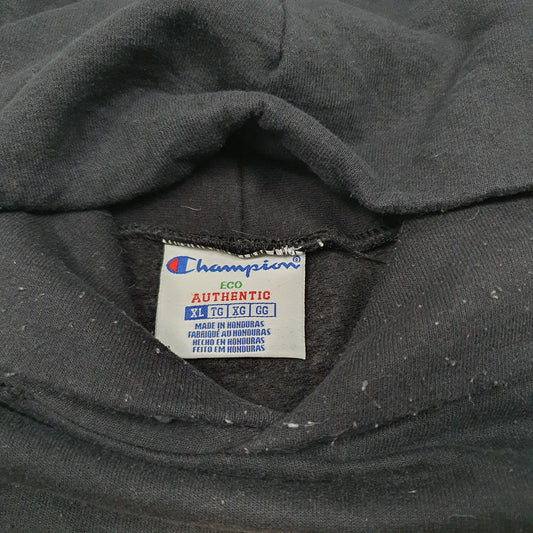 Champion®
ECO
AUTHENTIC
XL TG XG GG
MADE IN HONDURAS
FABRIQUÉ AU HONDURAS
HECHO EN HONDURAS
FEITO EM HONDURAS